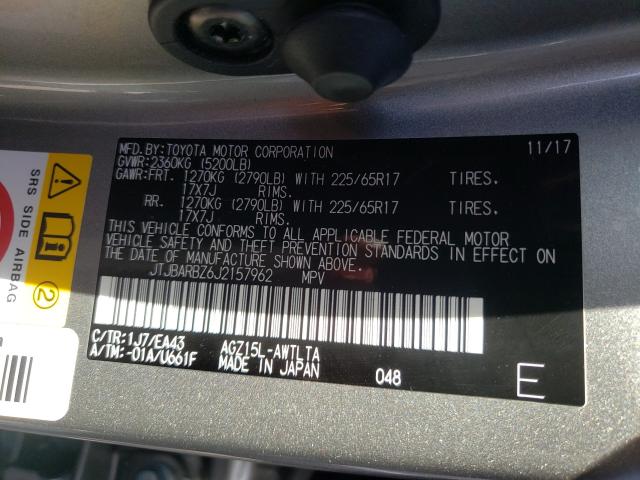 MFD.BY:TOYOTA MOTOR CORPORATION 11/17
GVWR:2360KG (5200LB)
GAWR:FRT. 1270KG (2790LB) WITH 225/65R17 TIRES,
17X7J RIMS.
RR. 1270KG (2790LB) WITH 225/65R17 TIRES,
17X7J RIMS.
THIS VEHICLE CONFORMS TO ALL APPLICABLE FEDERAL MOTOR
VEHICLE SAFETY AND THEFT PREVENTION STANDARDS IN EFFECT ON
THE DATE OF MANUFACTURE SHOWN ABOVE.
JTJBARBZ6J2157962 MPV
C/TR:1J7/EA43 AGZ15L-AWTLTA
A/TM:-01A/U661F MADE IN JAPAN 048 E
SRS SIDE
AIRBAG
2